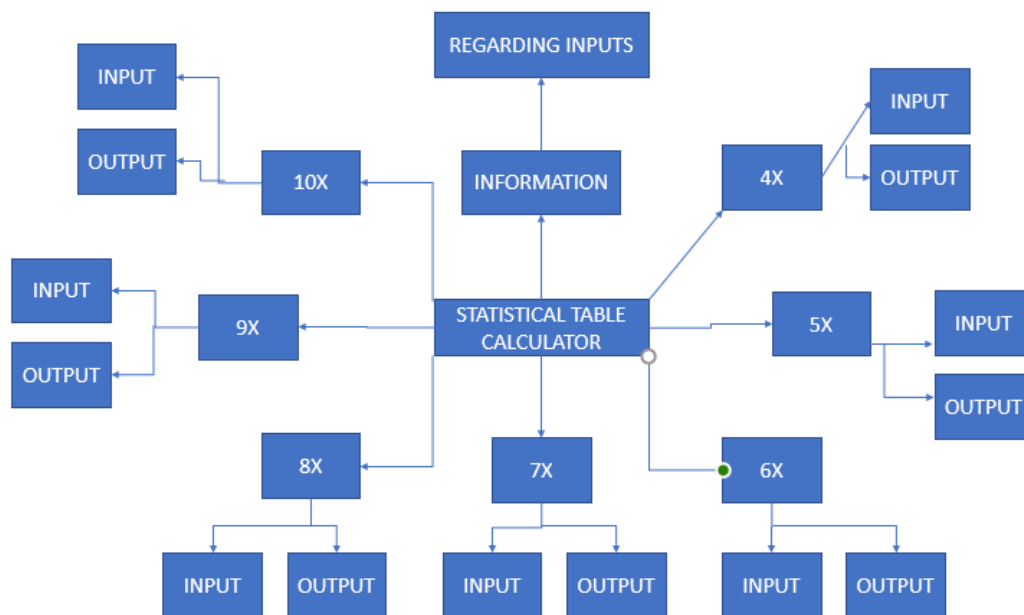 REGARDING INPUTS
INPUT
OUTPUT
10X
INFORMATION
4X
INPUT
OUTPUT
INPUT
OUTPUT
9X
STATISTICAL TABLE
CALCULATOR
5X
INPUT
OUTPUT
8X
7X
6X
INPUT
OUTPUT
INPUT
OUTPUT
INPUT
OUTPUT